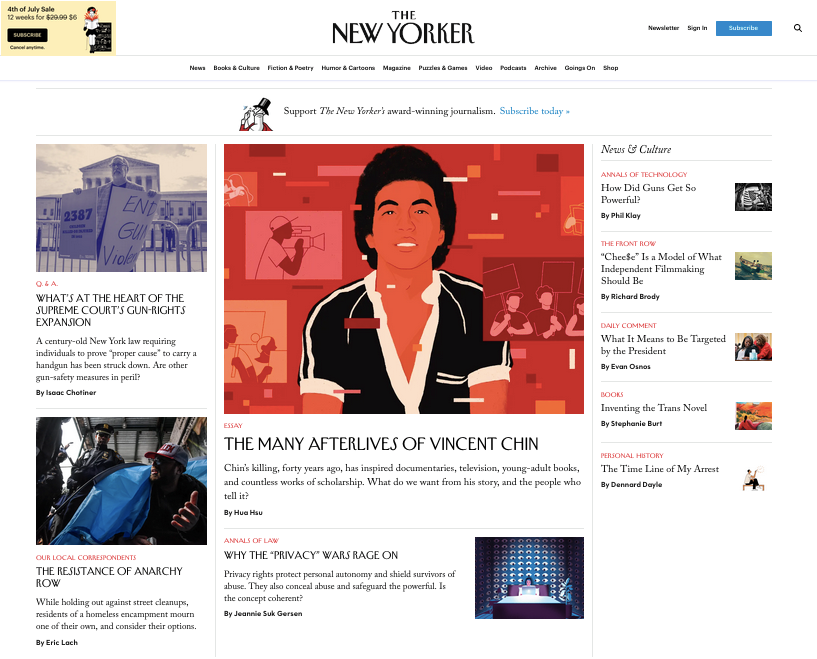 4th of July Sale
12 weeks for $29.99 $6
SUBSCRIBE
Cancel anytime.
THE
NEW YORKER
Newsletter
Sign In
Subscribe
News
Books & Culture
Fiction & Poetry
Humor & Cartoons
Magazine
Puzzles & Games
Video
Podcasts
Archive
Goings On
Shop
Support The New Yorker's award-winning journalism. Subscribe today »
2387
END
Gun
Violence
Q. & A.
WHAT'S AT THE HEART OF THE
SUPREME COURT'S GUN-RIGHTS
EXPANSION
A century-old New York law requiring
individuals to prove “proper cause” to carry a
handgun has been struck down. Are other
gun-safety measures in peril?
By Isaac Chotiner
OUR LOCAL CORRESPONDENTS
THE RESISTANCE OF ANARCHY
ROW
While holding out against street cleanups,
residents of a homeless encampment mourn
one of their own, and consider their options.
By Eric Lach
ESSAY
THE MANY AFTERLIVES OF VINCENT CHIN
Chin's killing, forty years ago, has inspired documentaries, television, young-adult books,
and countless works of scholarship. What do we want from his story, and the people who
tell it?
By Hua Hsu
ANNALS OF LAW
WHY THE “PRIVACY” WARS RAGE ON
Privacy rights protect personal autonomy and shield survivors of
abuse. They also conceal abuse and safeguard the powerful. Is
the concept coherent?
By Jeannie Suk Gersen
News & Culture
ANNALS OF TECHNOLOGY
How Did Guns Get So
Powerful?
By Phil Klay
THE FRONT ROW
“Chee$e” Is a Model of What
Independent Filmmaking
Should Be
By Richard Brody
DAILY COMMENT
What It Means to Be Targeted
by the President
By Evan Osnos
BOOKS
Inventing the Trans Novel
By Stephanie Burt
PERSONAL HISTORY
The Time Line of My Arrest
By Dennard Dayle